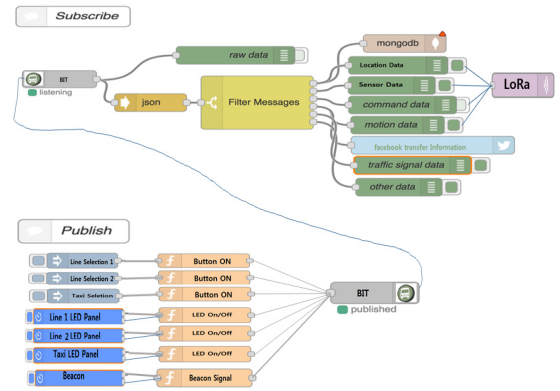 Subscribe
raw data
mongodb
Location Data
BIT
listening
json
Filter Messages
Sensor Data
LoRa
command data
motion data
facebook transfer Information
traffic signal data
other data
Publish
Line Selection 1
Button ON
Line Selection 2
Button ON
Taxi Seletion
Button ON
BIT
published
Line 1 LED Panel
LED On/Off
Line 2 LED Panel
LED On/Off
Taxi LED Panel
LED On/Off
Beacon
Beacon Signal